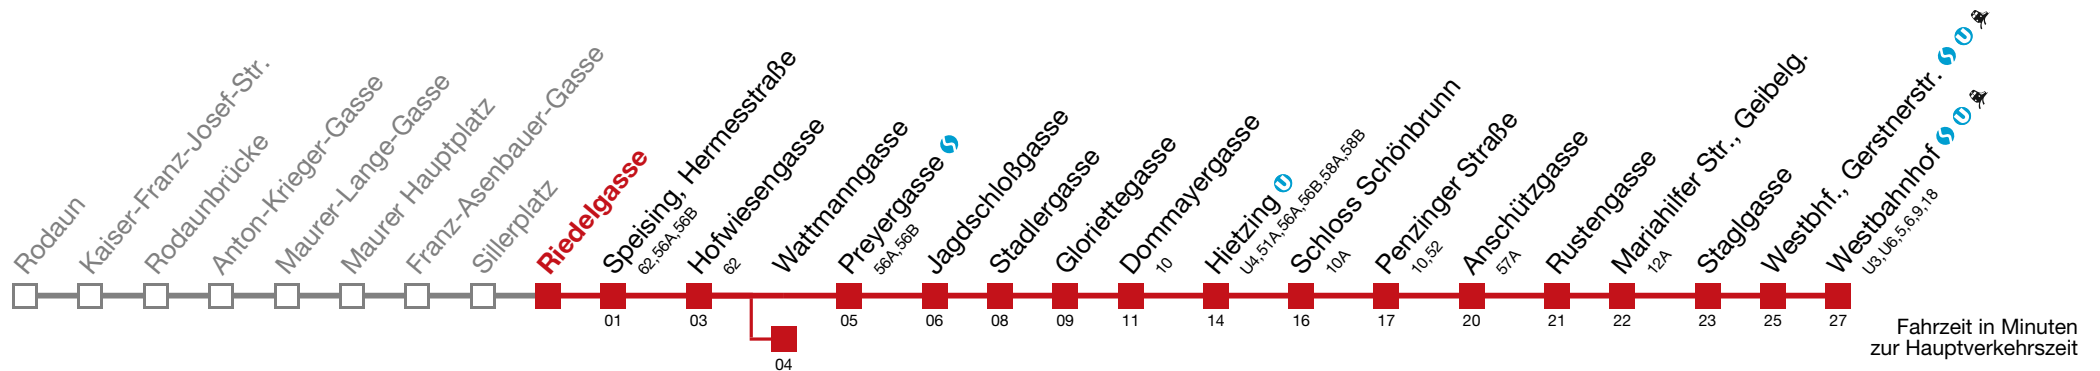 Rodaun
Kaiser-Franz-Josef-Str.
Rodaunbrücke
Anton-Krieger-Gasse
Maurer-Lange-Gasse
Maurer Hauptplatz
Franz-Asenbauer-Gasse
Sillerplatz
Riedelgasse
Speising, Hermesstraße
62,56A,56B
Hofwiesengasse
62
Wattmanngasse
Preyergasse
56A,56B
Jagdschloßgasse
Stadlergasse
Gloriettegasse
Dommayergasse
10
Hietzing U
U4,51A,56A,56B,58A,58B
Schloss Schönbrunn
10A
Penzinger Straße
10,52
Anschützgasse
57A
Rustengasse
Mariahilfer Str., Geibelg.
12A
Staglgasse
Westbhf., Gerstnerstr. U
Westbahnhof U
U3,U6,5,6,9,18
01
03
04
05
06
08
09
11
14
16
17
20
21
22
23
25
27
Fahrzeit in Minuten
zur Hauptverkehrszeit